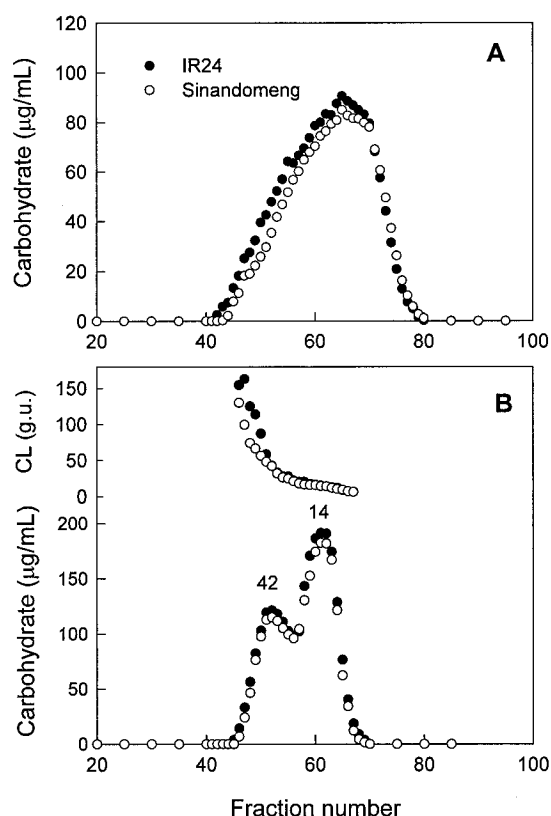 A
IR24
Sinandomeng
Carbohydrate (µg/mL)
120
100
80
60
40
20
0
20 40 60 80 100
B
CL (g.u.)
150
100
50
0
14
42
Carbohydrate (µg/mL)
200
150
100
50
0
20 40 60 80 100
Fraction number